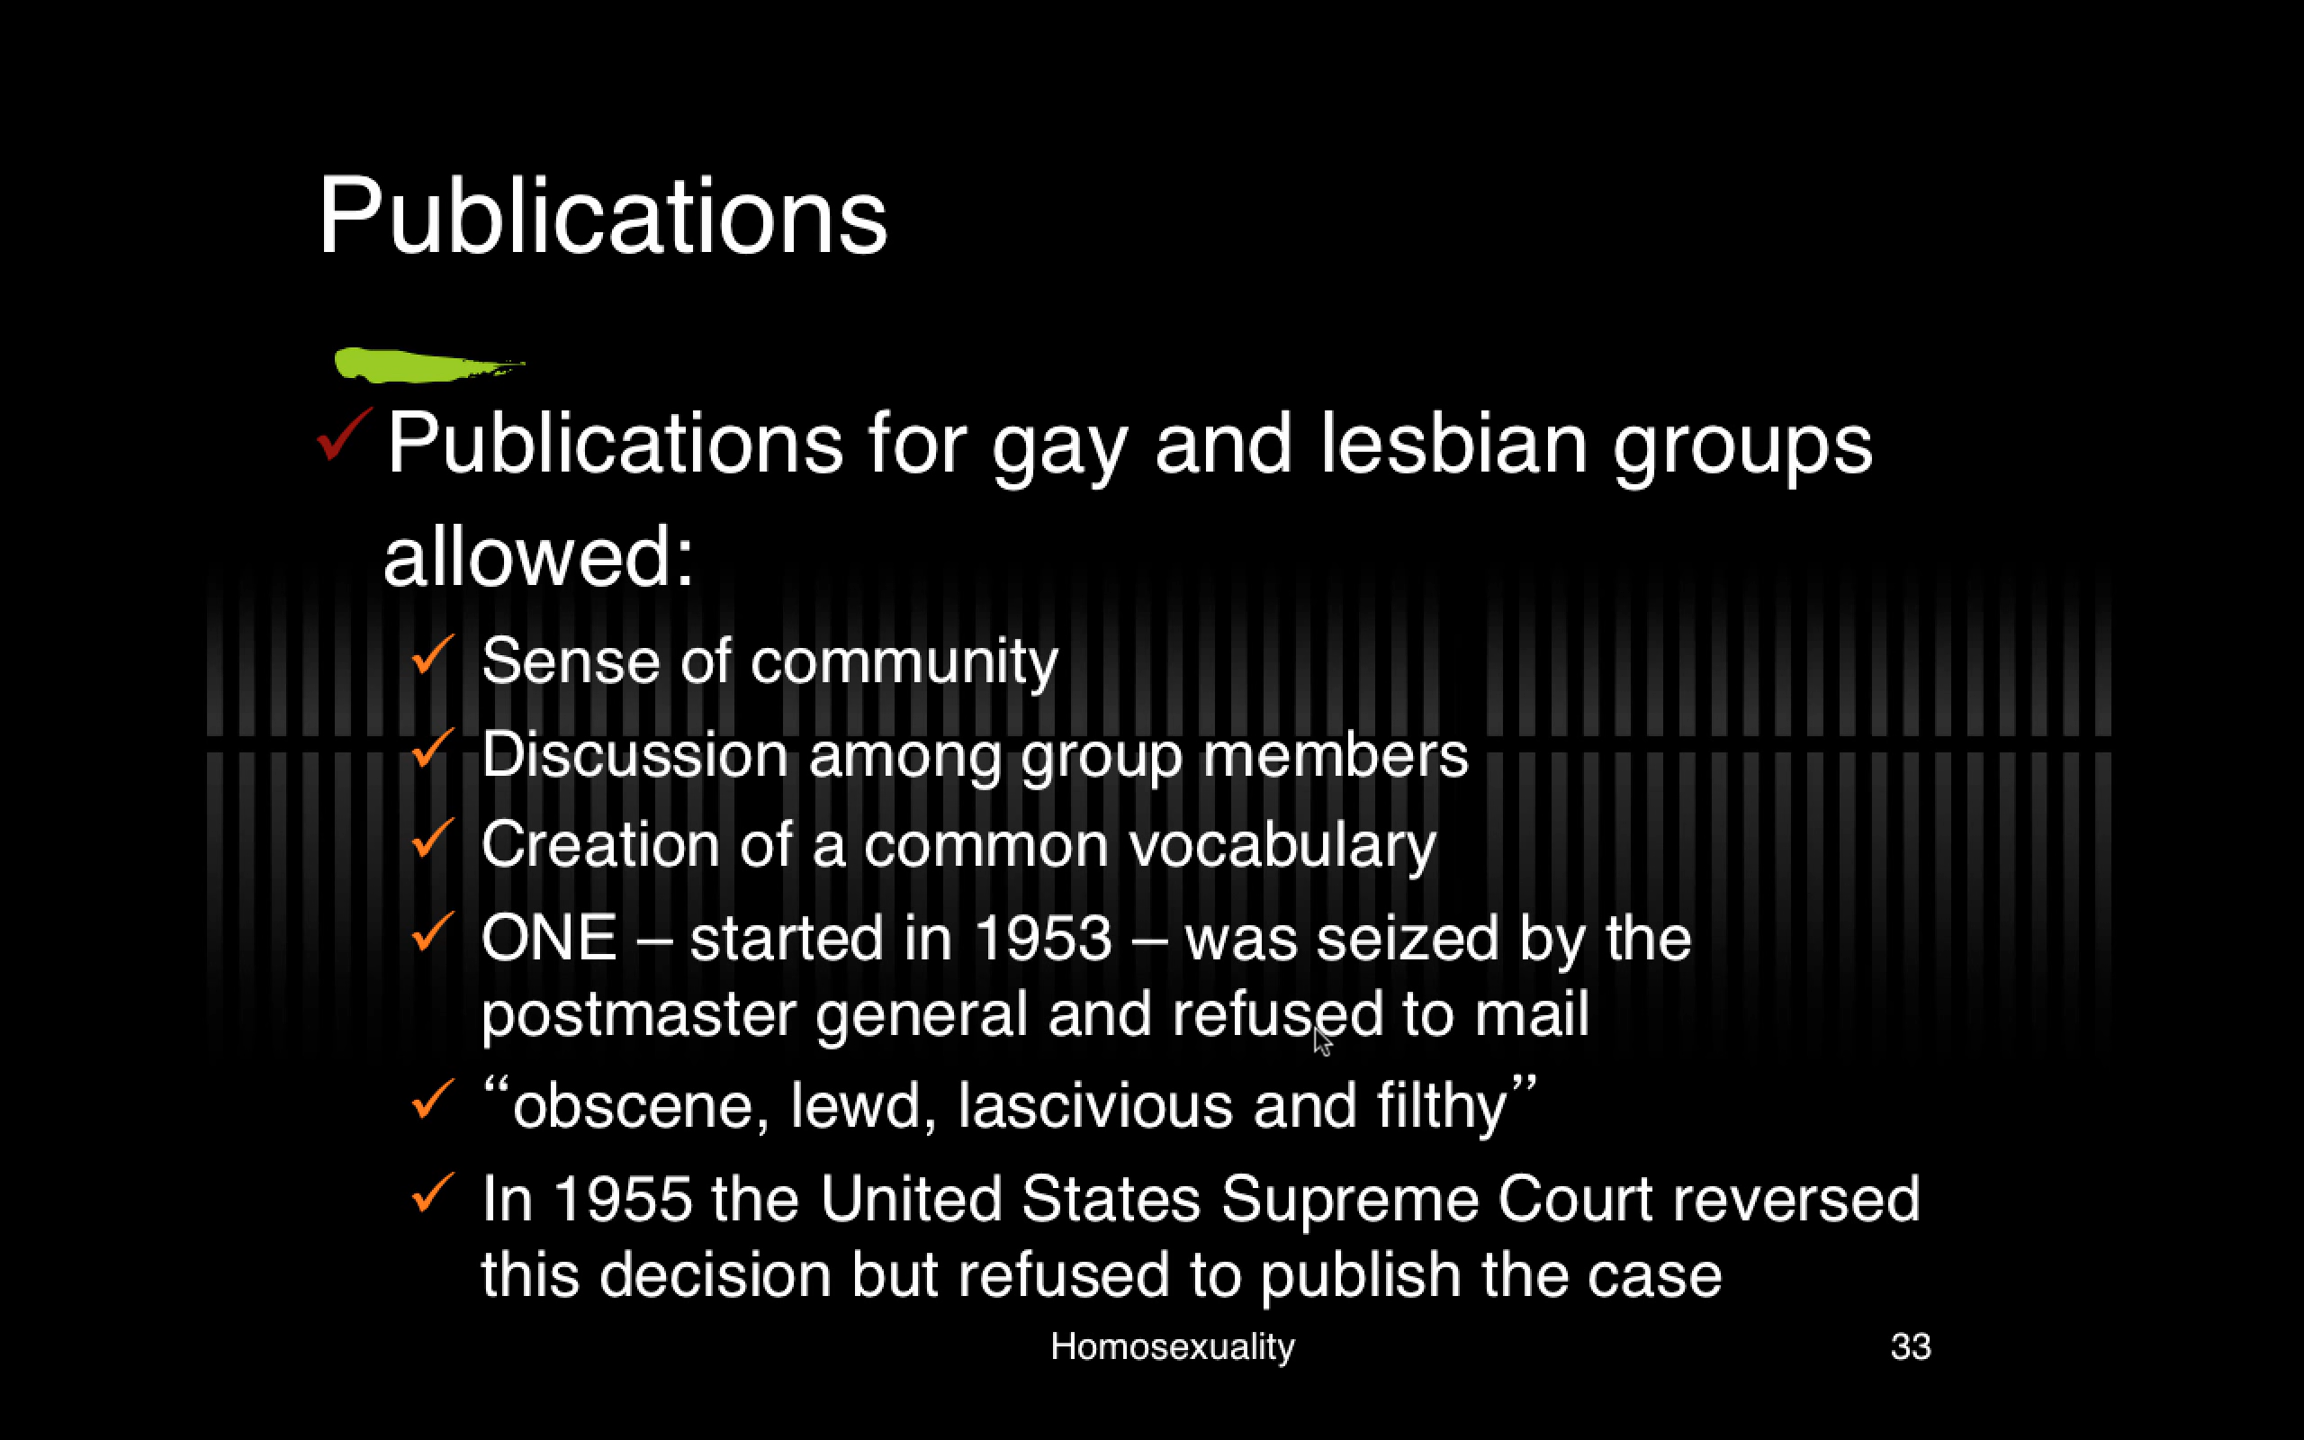 Publications
Publications for gay and lesbian groups
allowed:
Sense of community
Discussion among group members
Creation of a common vocabulary
ONE – started in 1953 – was seized by the
postmaster general and refused to mail
“obscene, lewd, lascivious and filthy”
In 1955 the United States Supreme Court reversed
this decision but refused to publish the case
Homosexuality
33